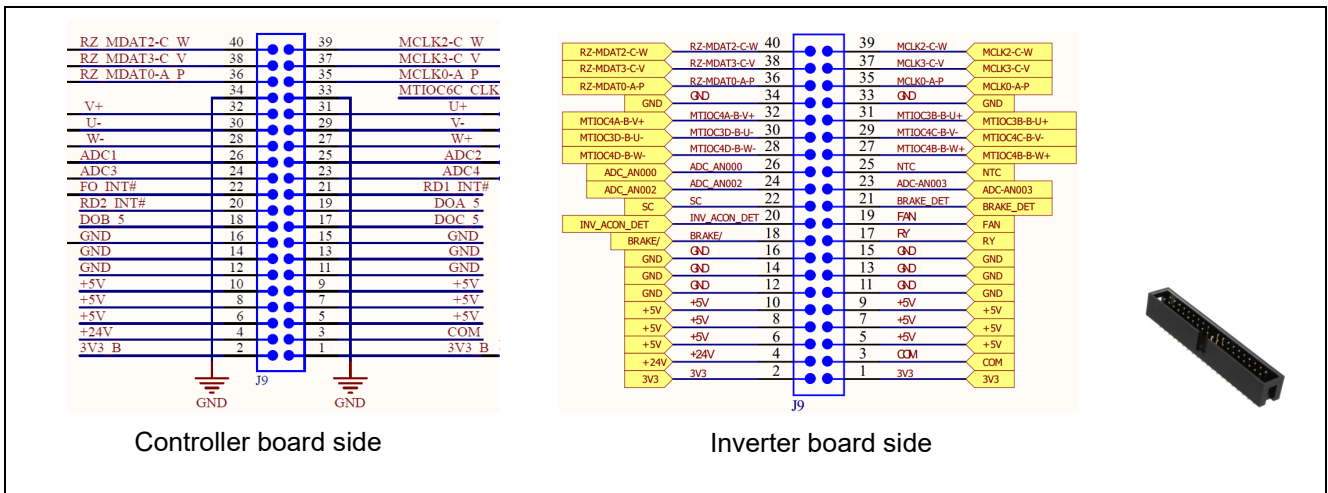 RZ_MDAT2-C_W 40 39 MCLK2-C_W
RZ_MDAT3-C_V 38 37 MCLK3-C_V
RZ_MDAT0-A_P 36 35 MCLK0-A_P
34 33 MTIOC6C_CLK
V+ 32 31 U+
U- 30 29 V-
W- 28 27 W+
ADC1 26 25 ADC2
ADC3 24 23 ADC4
FO_INT# 22 21 RD1_INT#
RD2_INT# 20 19 DOA_5
DOB_5 18 17 DOC_5
GND 16 15 GND
GND 14 13 GND
GND 12 11 GND
+5V 10 9 +5V
+5V 8 7 +5V
+5V 6 5 +5V
+24V 4 3 COM
3V3_B 2 1 3V3_B
J9
GND GND
Controller board side
RZ-MDAT2-C-W RZ-MDAT2-C-W 40 39 MCLK2-C-W MCLK2-C-W
RZ-MDAT3-C-V RZ-MDAT3-C-V 38 37 MCLK3-C-V MCLK3-C-V
RZ-MDAT0-A-P RZ-MDAT0-A-P 36 35 MCLK0-A-P MCLK0-A-P
GND GND 34 33 GND GND
MTIOC4A-B-V+ MTIOC4A-B-V+ 32 31 MTIOC3B-B-U+ MTIOC3B-B-U+
MTIOC3D-B-U- MTIOC3D-B-U- 30 29 MTIOC4C-B-V- MTIOC4C-B-V-
MTIOC4D-B-W- MTIOC4D-B-W- 28 27 MTIOC4B-B-W+ MTIOC4B-B-W+
ADC_AN000 ADC_AN000 26 25 NTC NTC
ADC_AN002 ADC_AN002 24 23 ADC-AN003 ADC-AN003
SC SC 22 21 BRAKE_DET BRAKE_DET
INV_ACON_DET INV_ACON_DET 20 19 FAN FAN
BRAKE/ BRAKE/ 18 17 RY RY
GND GND 16 15 GND GND
GND GND 14 13 GND GND
GND GND 12 11 GND GND
+5V +5V 10 9 +5V +5V
+5V +5V 8 7 +5V +5V
+5V +5V 6 5 +5V +5V
+24V +24V 4 3 COM COM
3V3 3V3 2 1 3V3 3V3
J9
Inverter board side